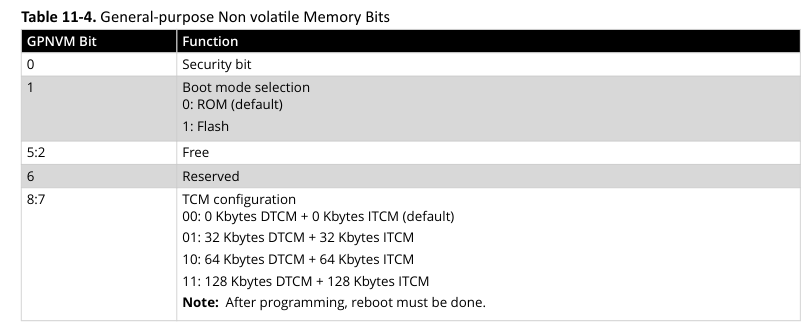 Table 11-4. General-purpose Non volatile Memory Bits
GPNVM Bit Function
0 Security bit
1 Boot mode selection
0: ROM (default)
1: Flash
5:2 Free
6 Reserved
8:7 TCM configuration
00: 0 Kbytes DTCM + 0 Kbytes ITCM (default)
01: 32 Kbytes DTCM + 32 Kbytes ITCM
10: 64 Kbytes DTCM + 64 Kbytes ITCM
11: 128 Kbytes DTCM + 128 Kbytes ITCM
Note: After programming, reboot must be done.